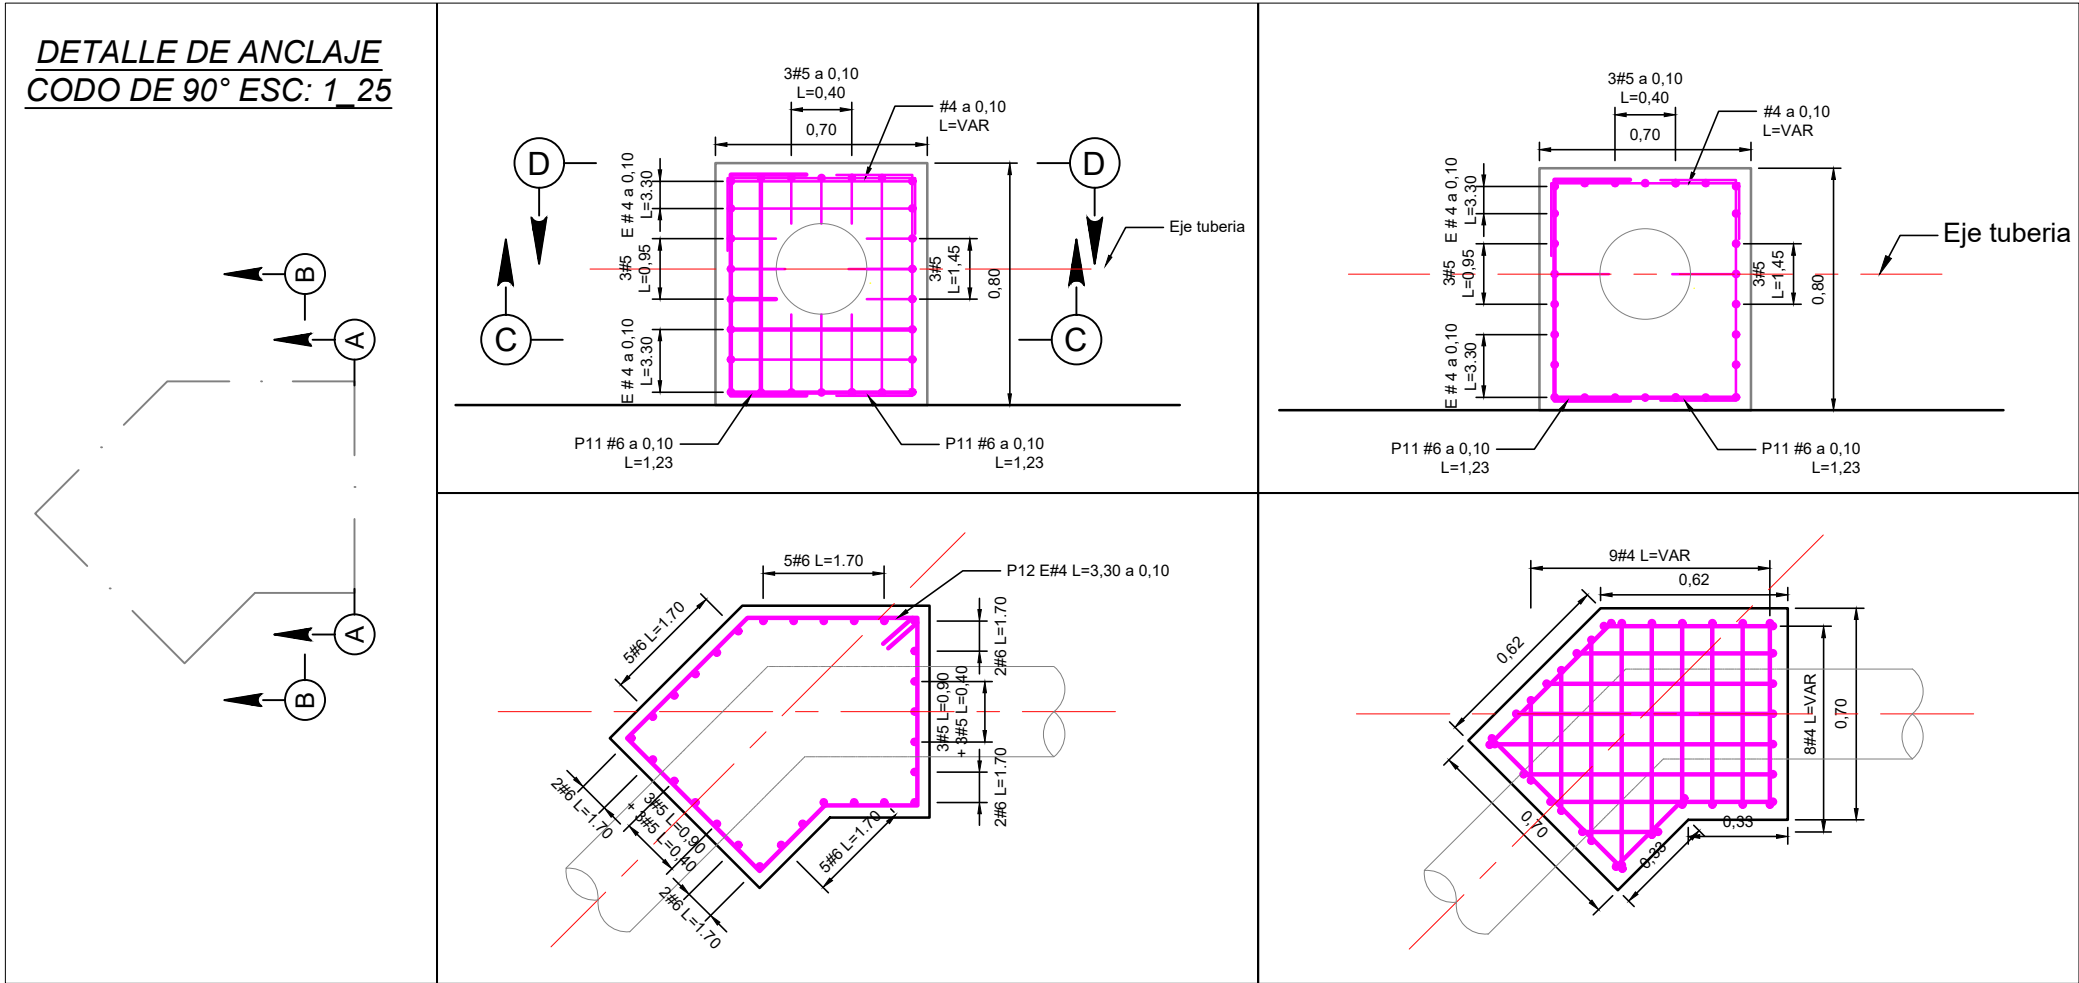 DETALLE DE ANCLAJE
CODO DE 90° ESC: 1_25
B
A
A
B
3#5 a 0,10
L=0,40
0,70
#4 a 0,10
L=VAR
D
D
E # 4 a 0,10
L=3.30
3#5
L=0,95
E # 4 a 0,10
L=3.30
3#5
L=1,45
0,80
Eje tuberia
C
C
P11 #6 a 0,10
L=1,23
P11 #6 a 0,10
L=1,23
3#5 a 0,10
L=0,40
0,70
#4 a 0,10
L=VAR
E # 4 a 0,10
L=3.30
3#5
L=0,95
E # 4 a 0,10
L=3.30
3#5
L=1,45
0,80
Eje tuberia
P11 #6 a 0,10
L=1,23
P11 #6 a 0,10
L=1,23
5#6 L=1.70
P12 E#4 L=3,30 a 0,10
5#6 L=1.70
2#6 L=1.70
3#5 L=0,90
+ 3#5 L=0,40
2#6 L=1.70
2#6 L=1.70
3#5 L=0,90
+ 3#5 L=0,40
2#6 L=1.70
5#6 L=1.70
9#4 L=VAR
0,62
0,62
8#4 L=VAR
0,70
0,70
0,33
0,33